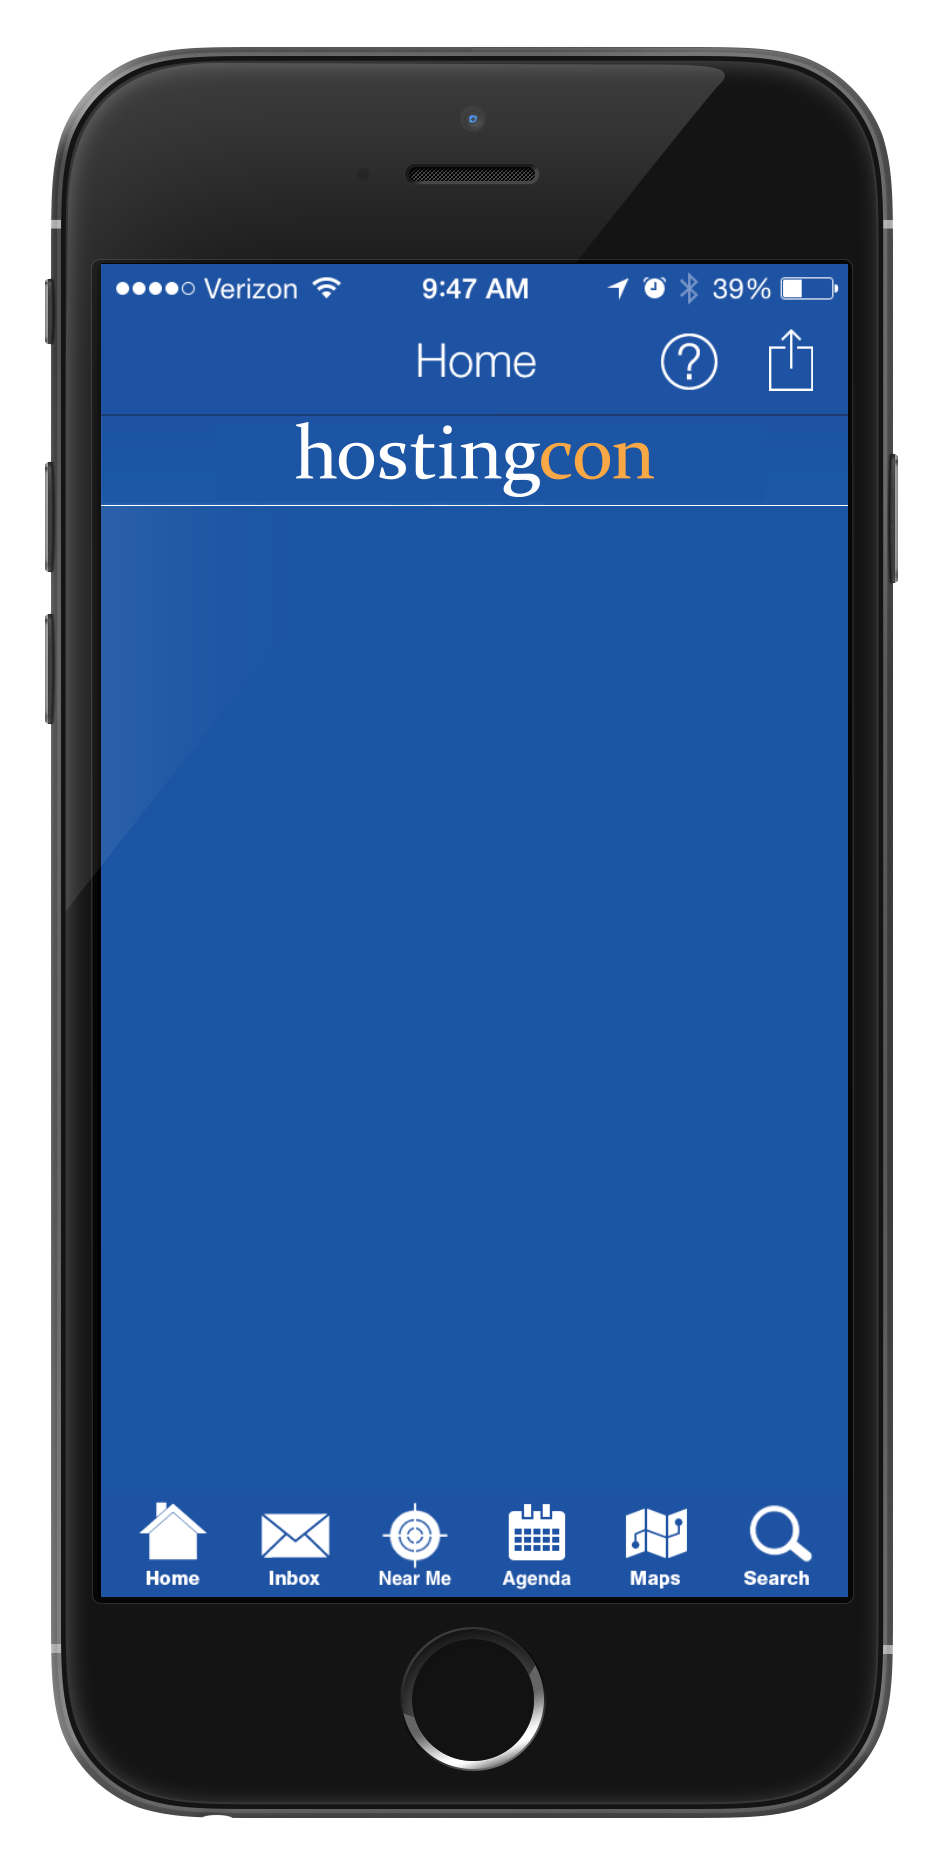 Verizon 9:47 AM 39%
Home
?
hostingcon
Home Inbox Near Me Agenda Maps Search